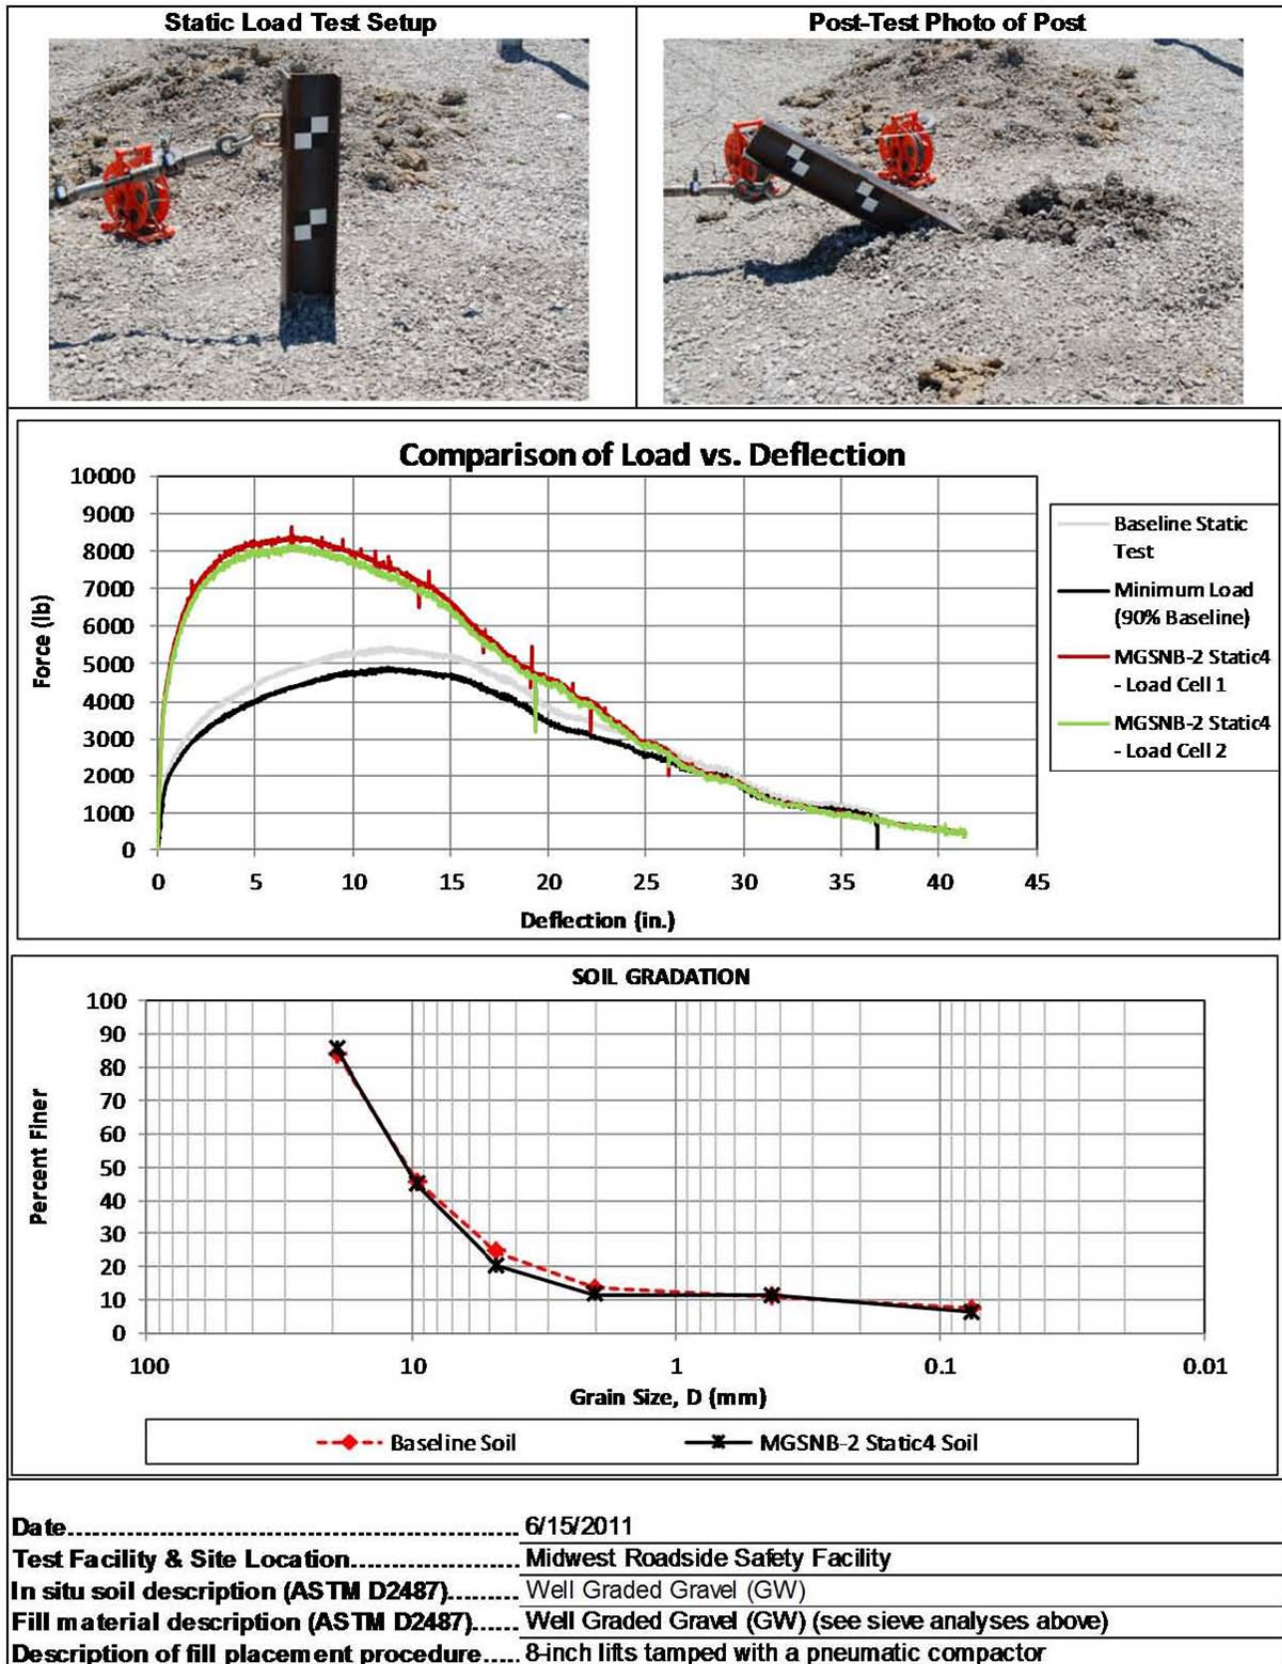 Static Load Test Setup
Post-Test Photo of Post
Comparison of Load vs. Deflection
10000
9000
8000
7000
6000
5000
4000
3000
2000
1000
0
Force (lb)
0 5 10 15 20 25 30 35 40 45
Deflection (in.)
Baseline Static
Test
Minimum Load
(90% Baseline)
MGSNB-2 Static4
- Load Cell 1
MGSNB-2 Static4
- Load Cell 2
SOIL GRADATION
100
90
80
70
60
50
40
30
20
10
0
Percent Finer
100 10 1 0.1 0.01
Grain Size, D (mm)
Baseline Soil
MGSNB-2 Static4 Soil
Date................................................ 6/15/2011
Test Facility & Site Location.................... Midwest Roadside Safety Facility
In situ soil description (ASTM D2487)........ Well Graded Gravel (GW)
Fill material description (ASTM D2487)...... Well Graded Gravel (GW) (see sieve analyses above)
Description of fill placement procedure..... 8-inch lifts tamped with a pneumatic compactor